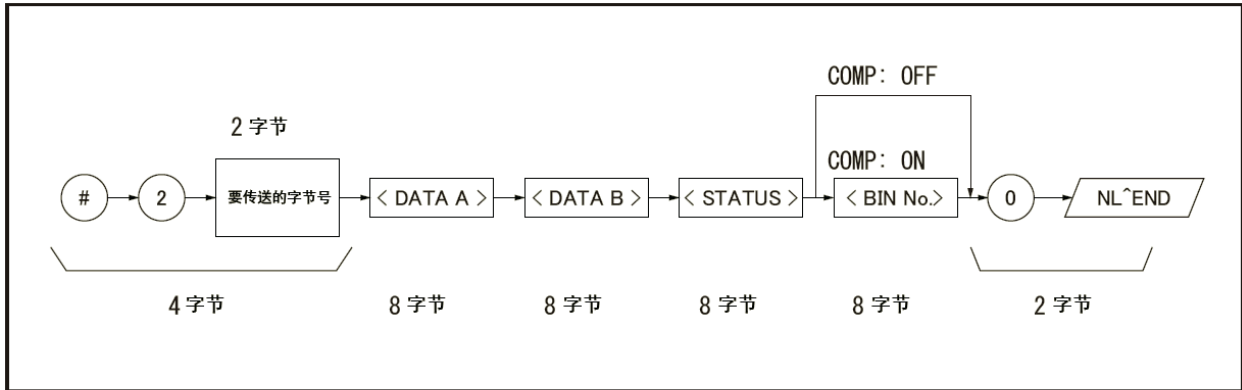 COMP: OFF
2 字节
COMP: ON
# 2 要传送的字节号 < DATA A > < DATA B > < STATUS > < BIN No.> 0 NL^END
4 字节 8 字节 8 字节 8 字节 8 字节 2 字节